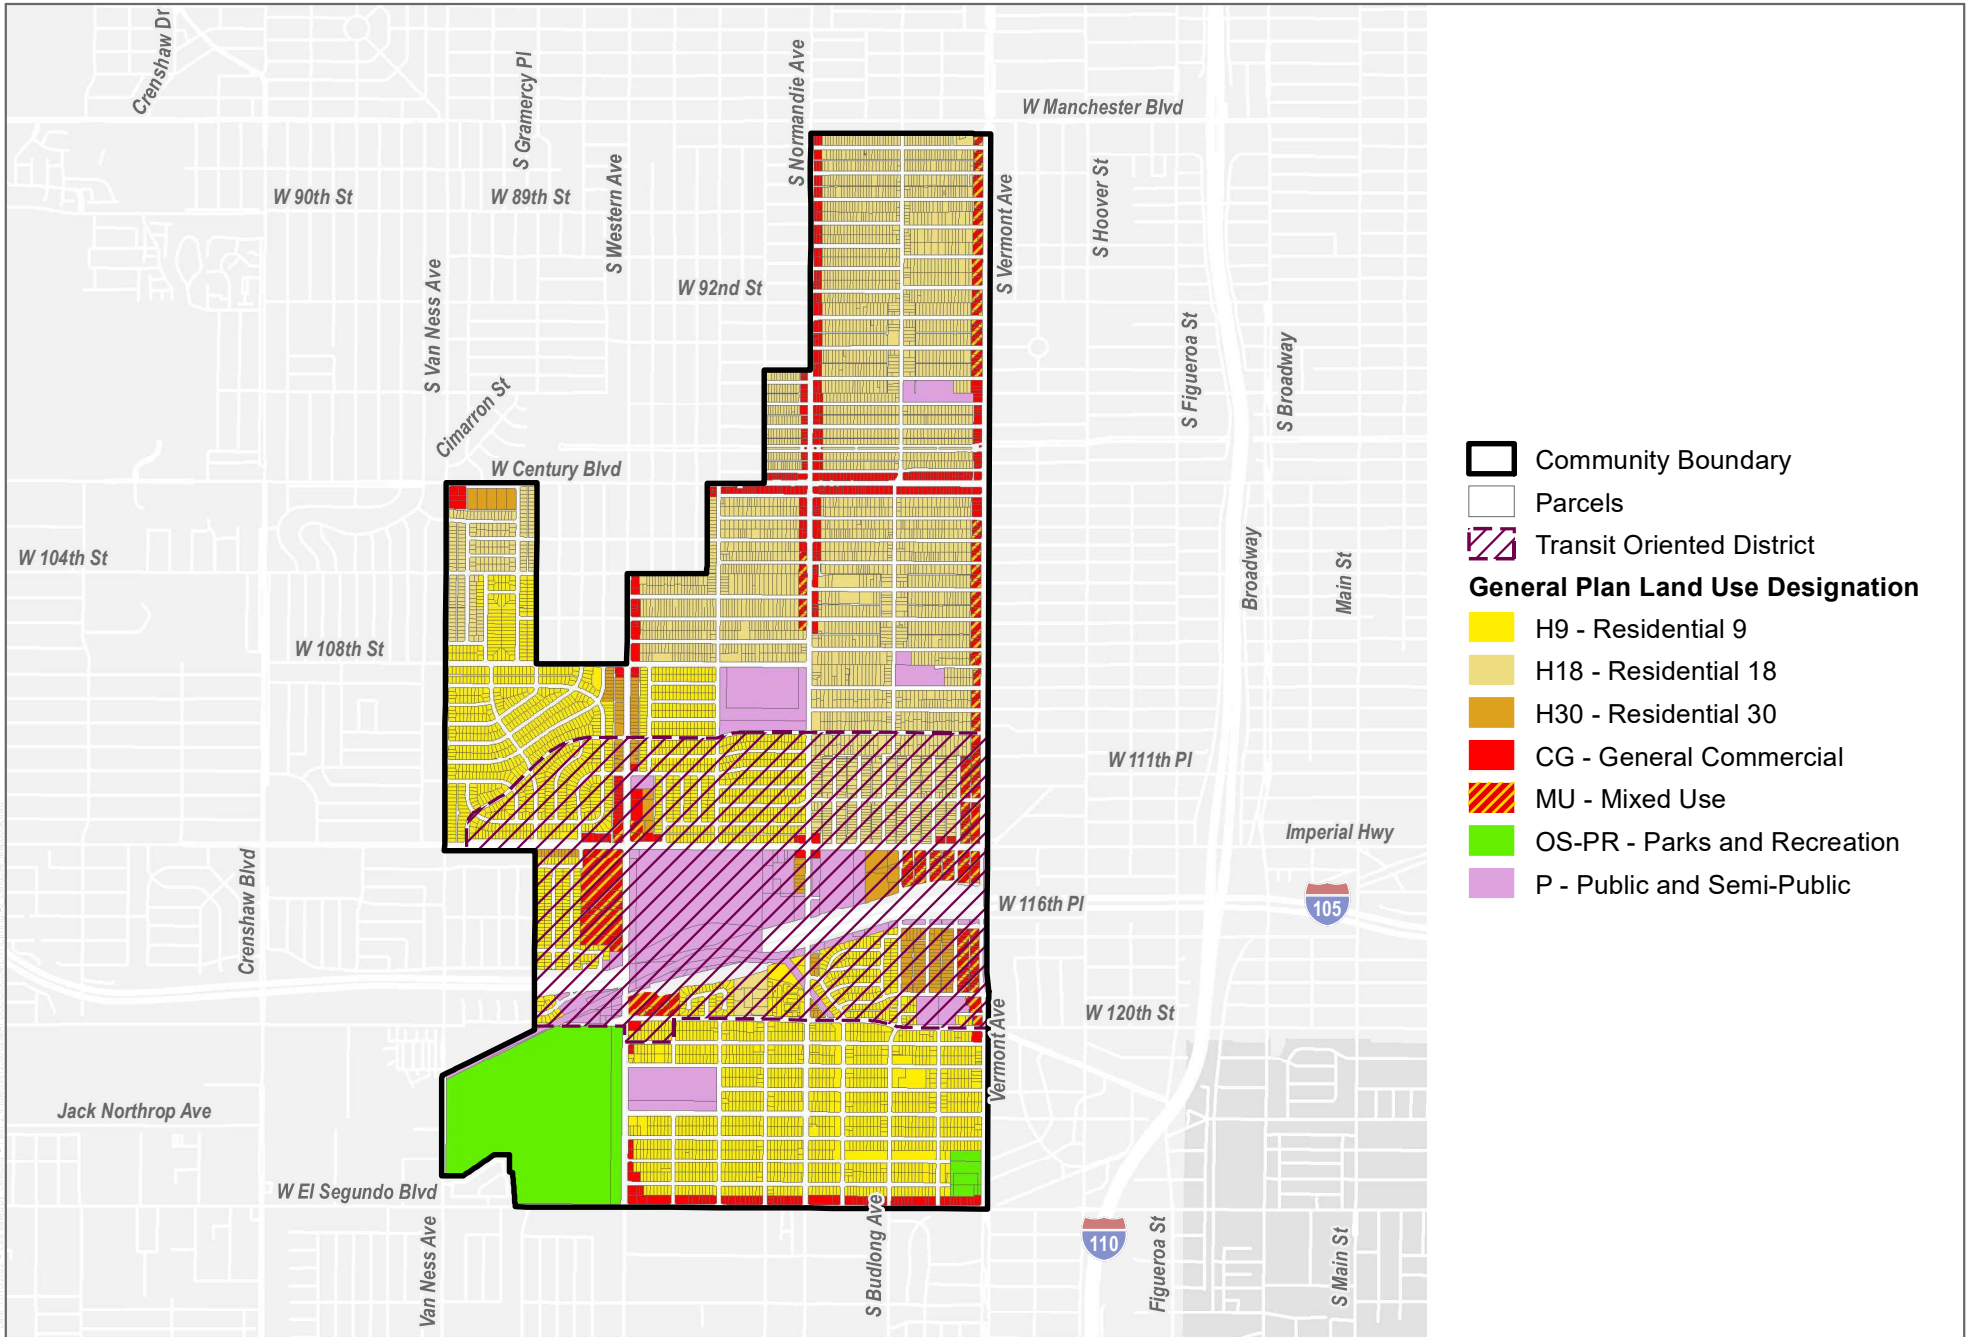 Crenshaw Dr
S Gramercy Pl
S Normandie Ave
W Manchester Blvd
W 90th St
W 89th St
S Western Ave
S Vermont Ave
S Hoover St
W 92nd St
S Van Ness Ave
S Figueroa St
S Broadway
Cimarron St
W Century Blvd
W 104th St
Broadway
Main St
W 108th St
W 111th Pl
Imperial Hwy
Crenshaw Blvd
W 116th Pl
105
W 120th St
Vermont Ave
Jack Northrop Ave
W El Segundo Blvd
Van Ness Ave
S Budlong Ave
110
Figueroa St
S Main St
Community Boundary
Parcels
Transit Oriented District
General Plan Land Use Designation
H9 - Residential 9
H18 - Residential 18
H30 - Residential 30
CG - General Commercial
MU - Mixed Use
OS-PR - Parks and Recreation
P - Public and Semi-Public